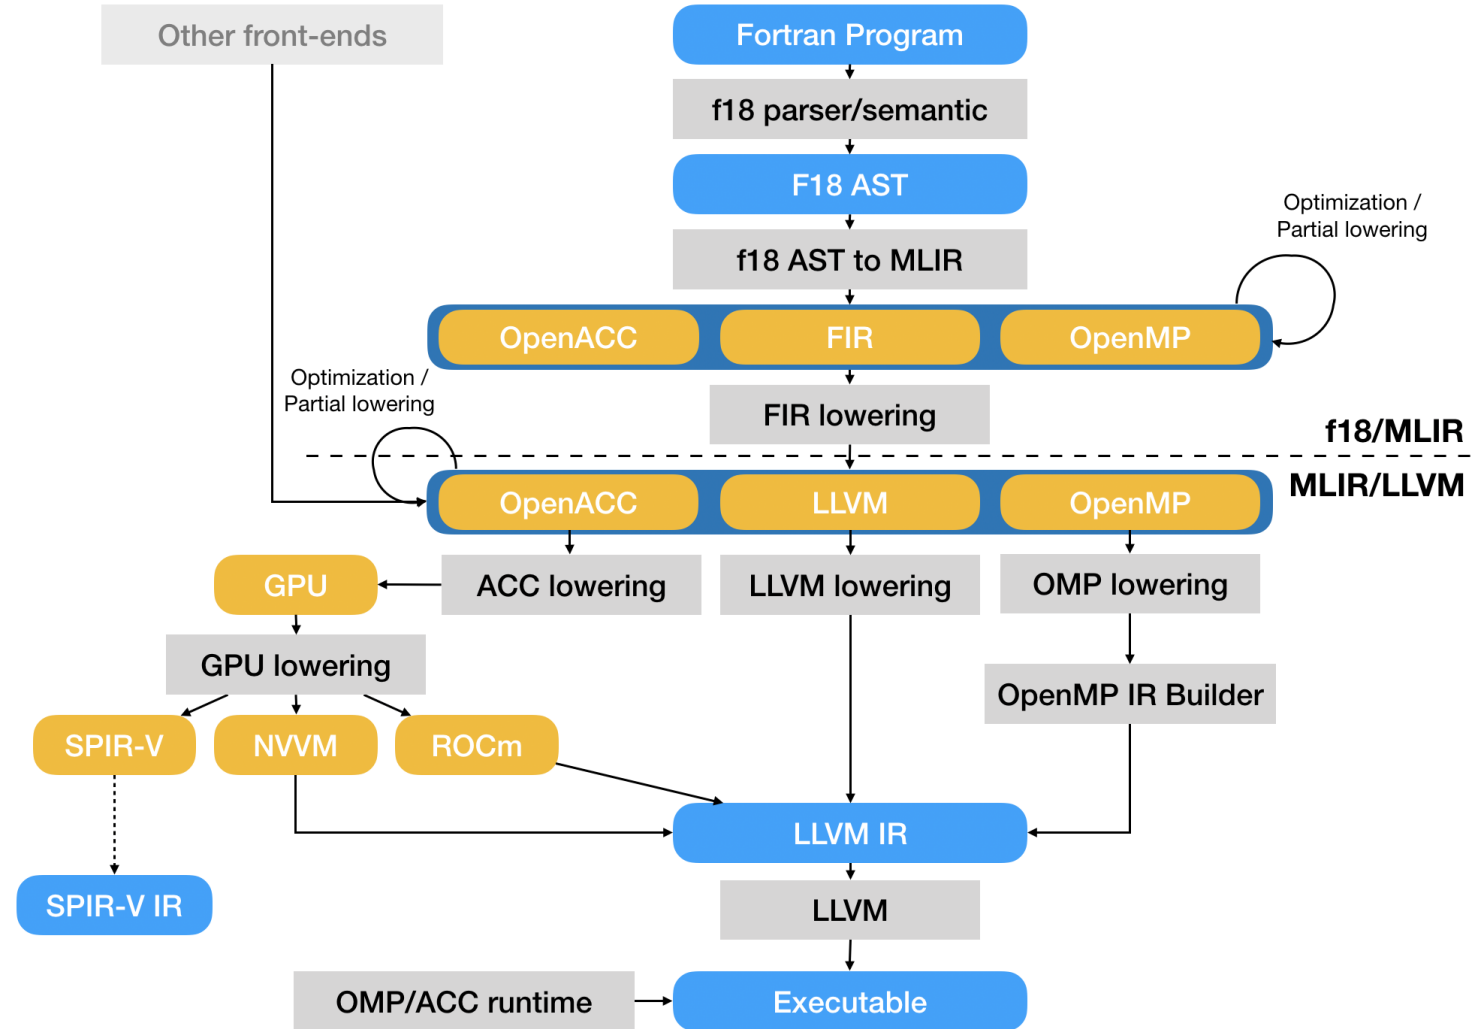 Other front-ends
Fortran Program
f18 parser/semantic
F18 AST
f18 AST to MLIR
Optimization /
Partial lowering
OpenACC
FIR
OpenMP
Optimization /
Partial lowering
FIR lowering
f18/MLIR
MLIR/LLVM
OpenACC
LLVM
OpenMP
GPU
ACC lowering
LLVM lowering
OMP lowering
GPU lowering
OpenMP IR Builder
SPIR-V
NVVM
ROCm
LLVM IR
SPIR-V IR
LLVM
OMP/ACC runtime
Executable